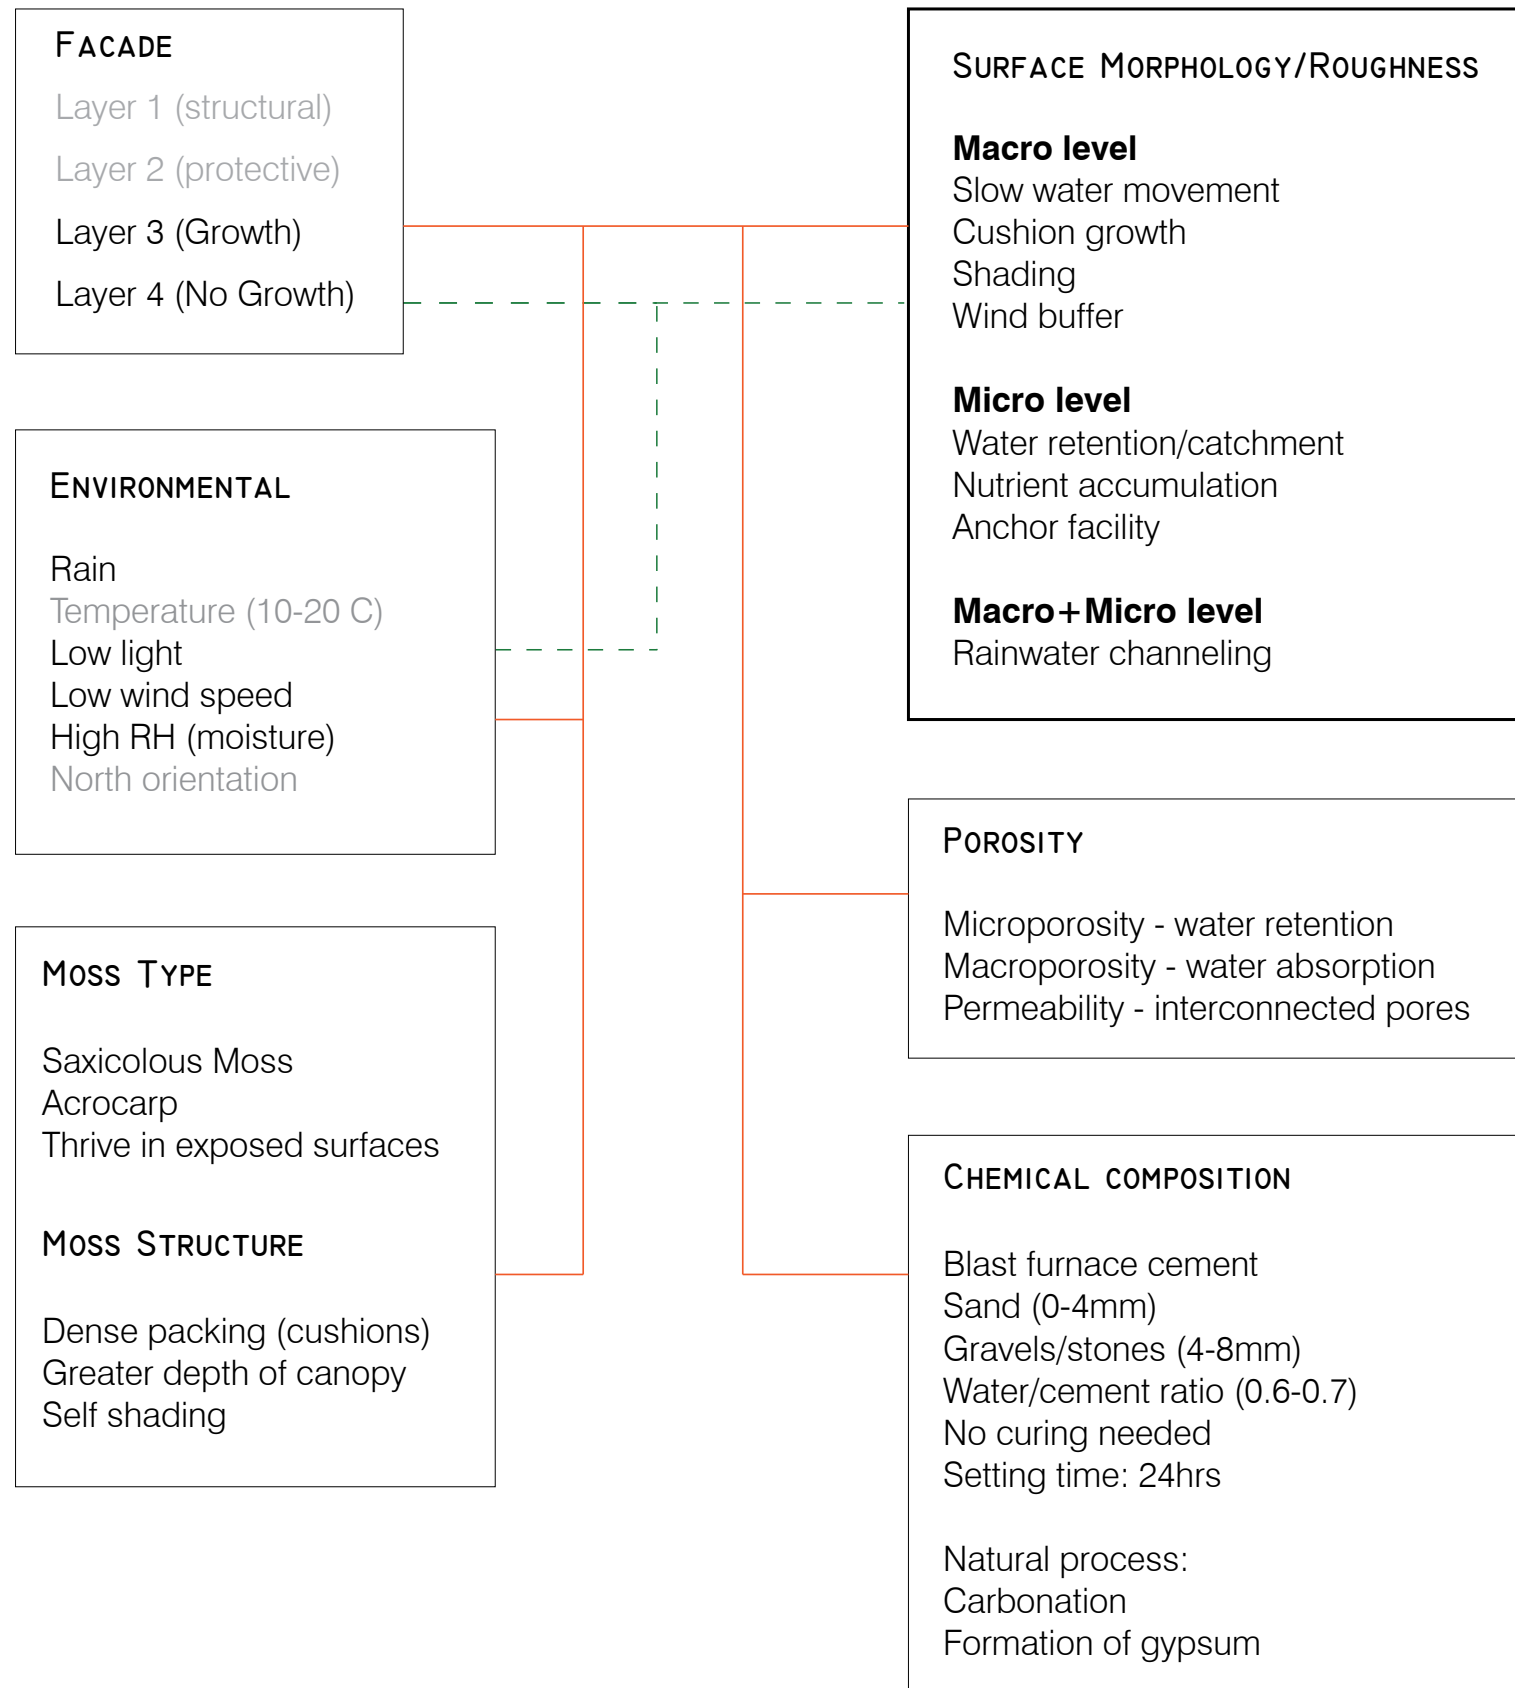 FACADE
Layer 1 (structural)
Layer 2 (protective)
Layer 3 (Growth)
Layer 4 (No Growth)
ENVIRONMENTAL
Rain
Temperature (10-20 C)
Low light
Low wind speed
High RH (moisture)
North orientation
MOSS TYPE
Saxicolous Moss
Acrocarp
Thrive in exposed surfaces
MOSS STRUCTURE
Dense packing (cushions)
Greater depth of canopy
Self shading
SURFACE MORPHOLOGY/ROUGHNESS
Macro level
Slow water movement
Cushion growth
Shading
Wind buffer
Micro level
Water retention/catchment
Nutrient accumulation
Anchor facility
Macro+Micro level
Rainwater channeling
POROSITY
Microporosity - water retention
Macroporosity - water absorption
Permeability - interconnected pores
CHEMICAL COMPOSITION
Blast furnace cement
Sand (0-4mm)
Gravels/stones (4-8mm)
Water/cement ratio (0.6-0.7)
No curing needed
Setting time: 24hrs
Natural process:
Carbonation
Formation of gypsum